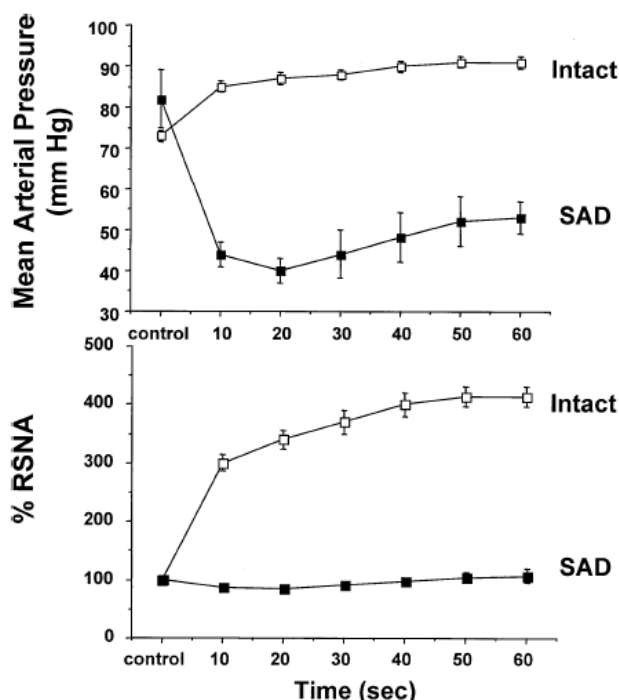 Mean Arterial Pressure
(mm Hg)
100
90
80
70
60
50
40
30
Intact
SAD
control 10 20 30 40 50 60
% RSNA
500
400
300
200
100
0
Intact
SAD
control 10 20 30 40 50 60
Time (sec)